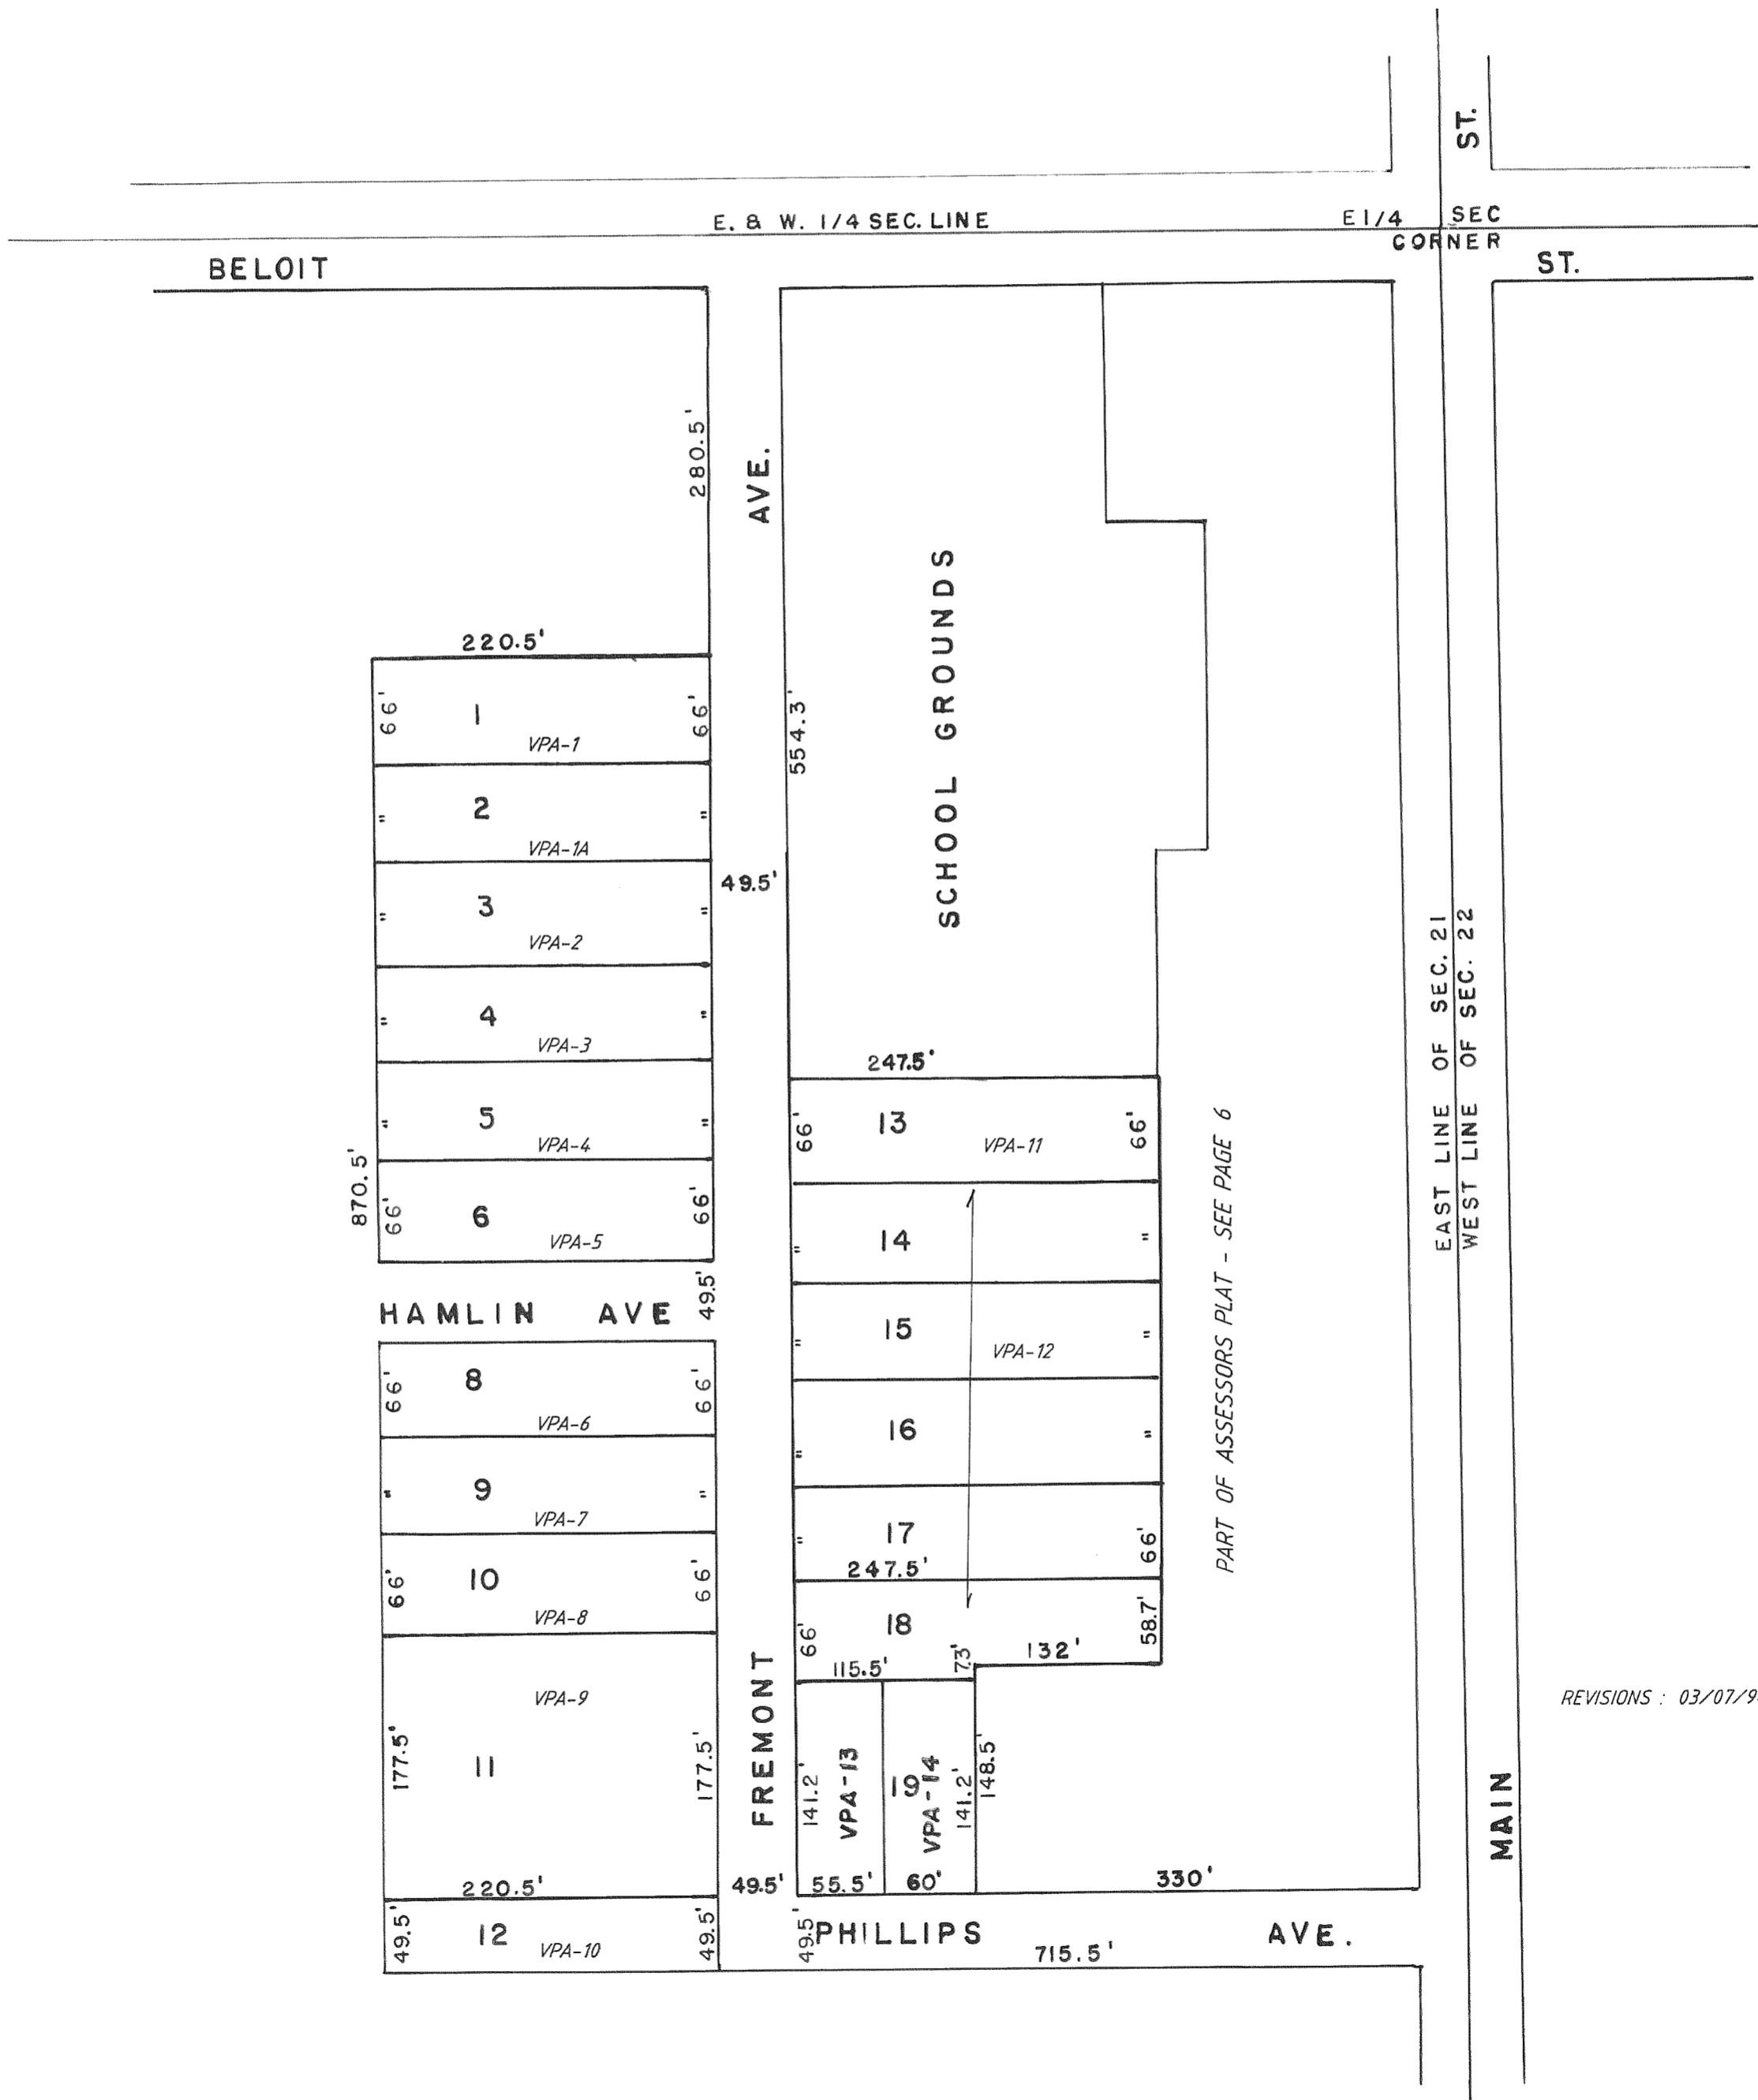 ST.
E. & W. 1/4 SEC. LINE
E 1/4 SEC
CORNER
BELOIT
ST.
280.5'
AVE.
SCHOOL GROUNDS
554.3'
220.5'
66'
1
66'
VPA-1
"
2
"
VPA-1A
49.5'
"
3
"
VPA-2
"
4
"
VPA-3
"
5
"
VPA-4
870.5'
66'
6
66'
VPA-5
HAMLIN AVE
49.5'
66'
8
66'
VPA-6
"
9
"
VPA-7
66'
10
66'
VPA-8
VPA-9
177.5'
11
177.5'
220.5'
49.5'
12
49.5'
VPA-10
FREMONT
247.5'
66'
13
66'
VPA-11
"
14
"
"
15
"
VPA-12
"
16
"
"
17
66'
247.5'
66'
18
58.7'
115.5'
7.3'
132'
141.2'
VPA-13
19
VPA-14
141.2'
148.5'
49.5'
55.5'
60'
330'
49.5'
PHILLIPS AVE.
715.5'
PART OF ASSESSORS PLAT - SEE PAGE 6
EAST LINE OF SEC. 21
WEST LINE OF SEC. 22
MAIN
REVISIONS : 03/07/9